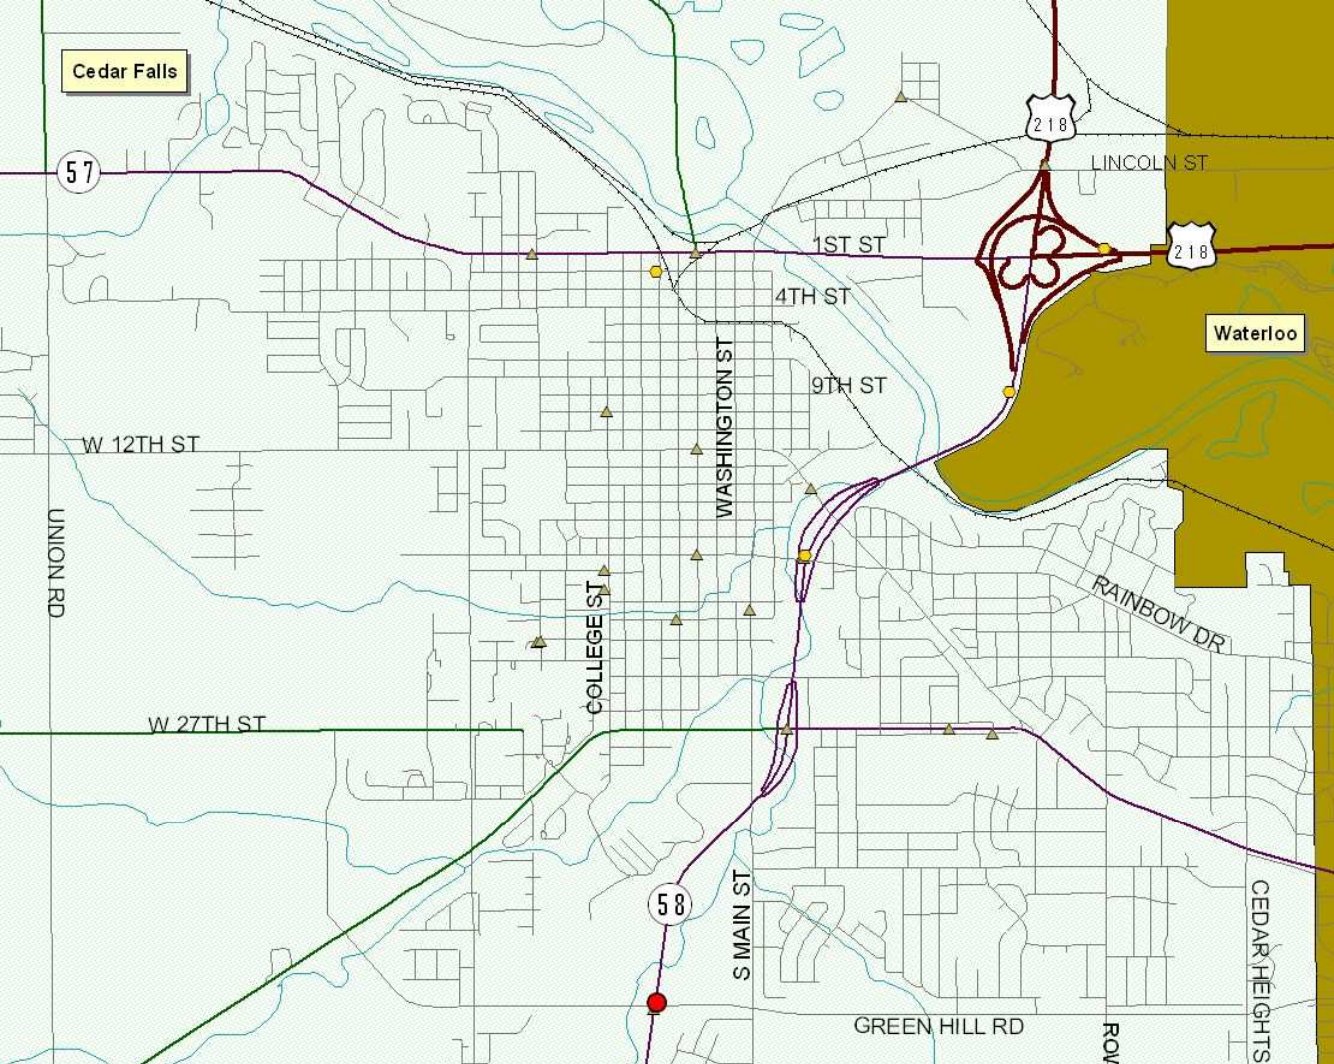 Cedar Falls
218
57
LINCOLN ST
1ST ST
218
4TH ST
Waterloo
WASHINGTON ST
9TH ST
W 12TH ST
UNION RD
COLLEGE ST
RAINBOW DR
W 27TH ST
58
S MAIN ST
CEDAR HEIGHTS
GREEN HILL RD